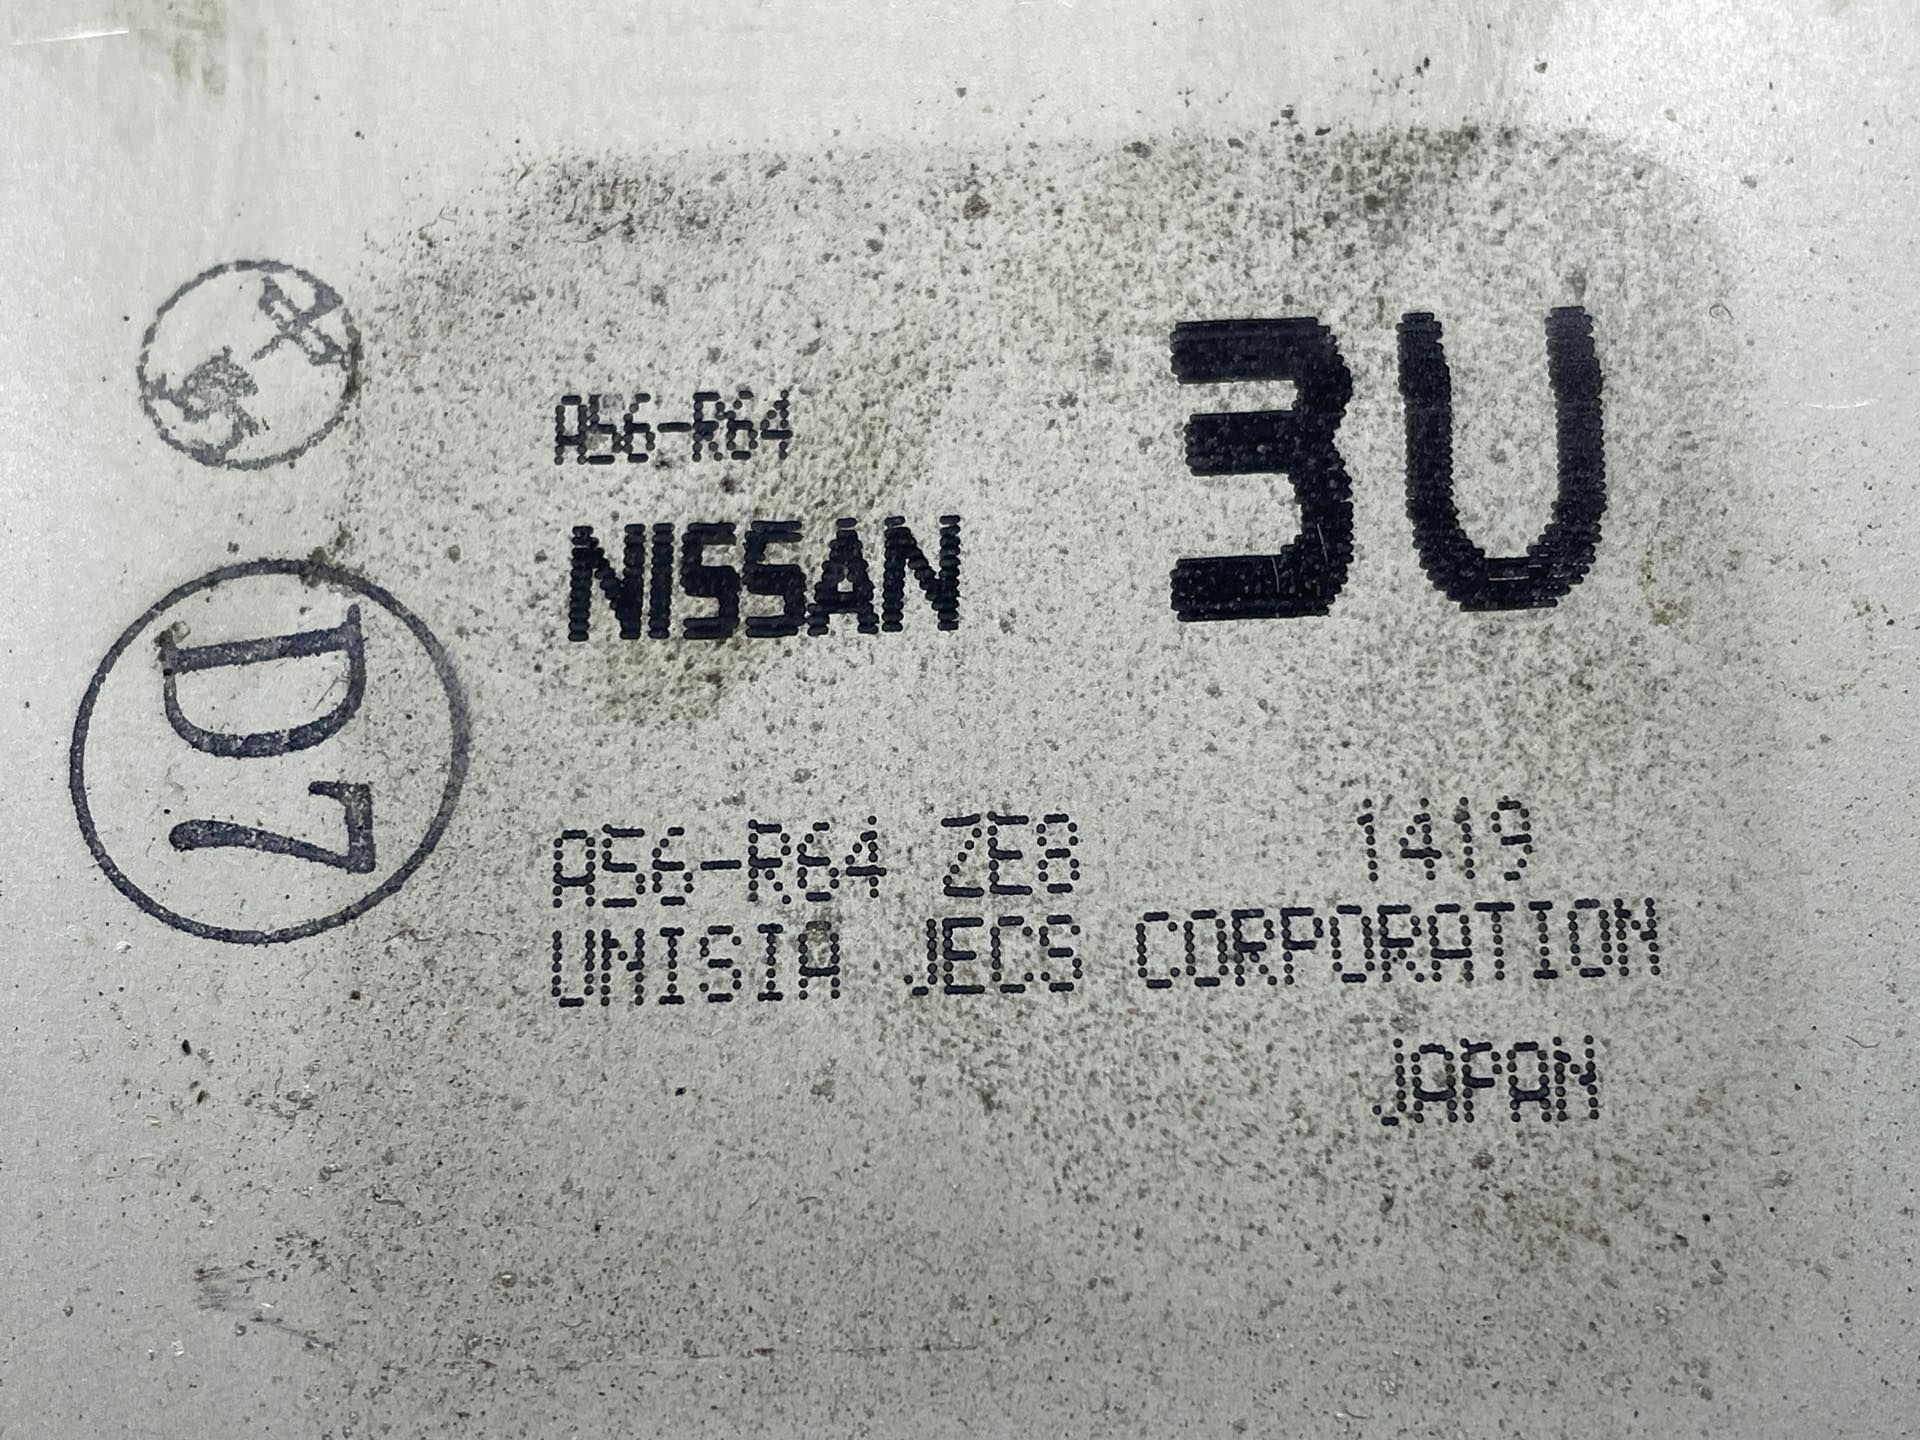 A56-R64
3U
NISSAN
D7
A56-R64 ZE8 1419
UNISIA JECS CORPORATION
JAPAN